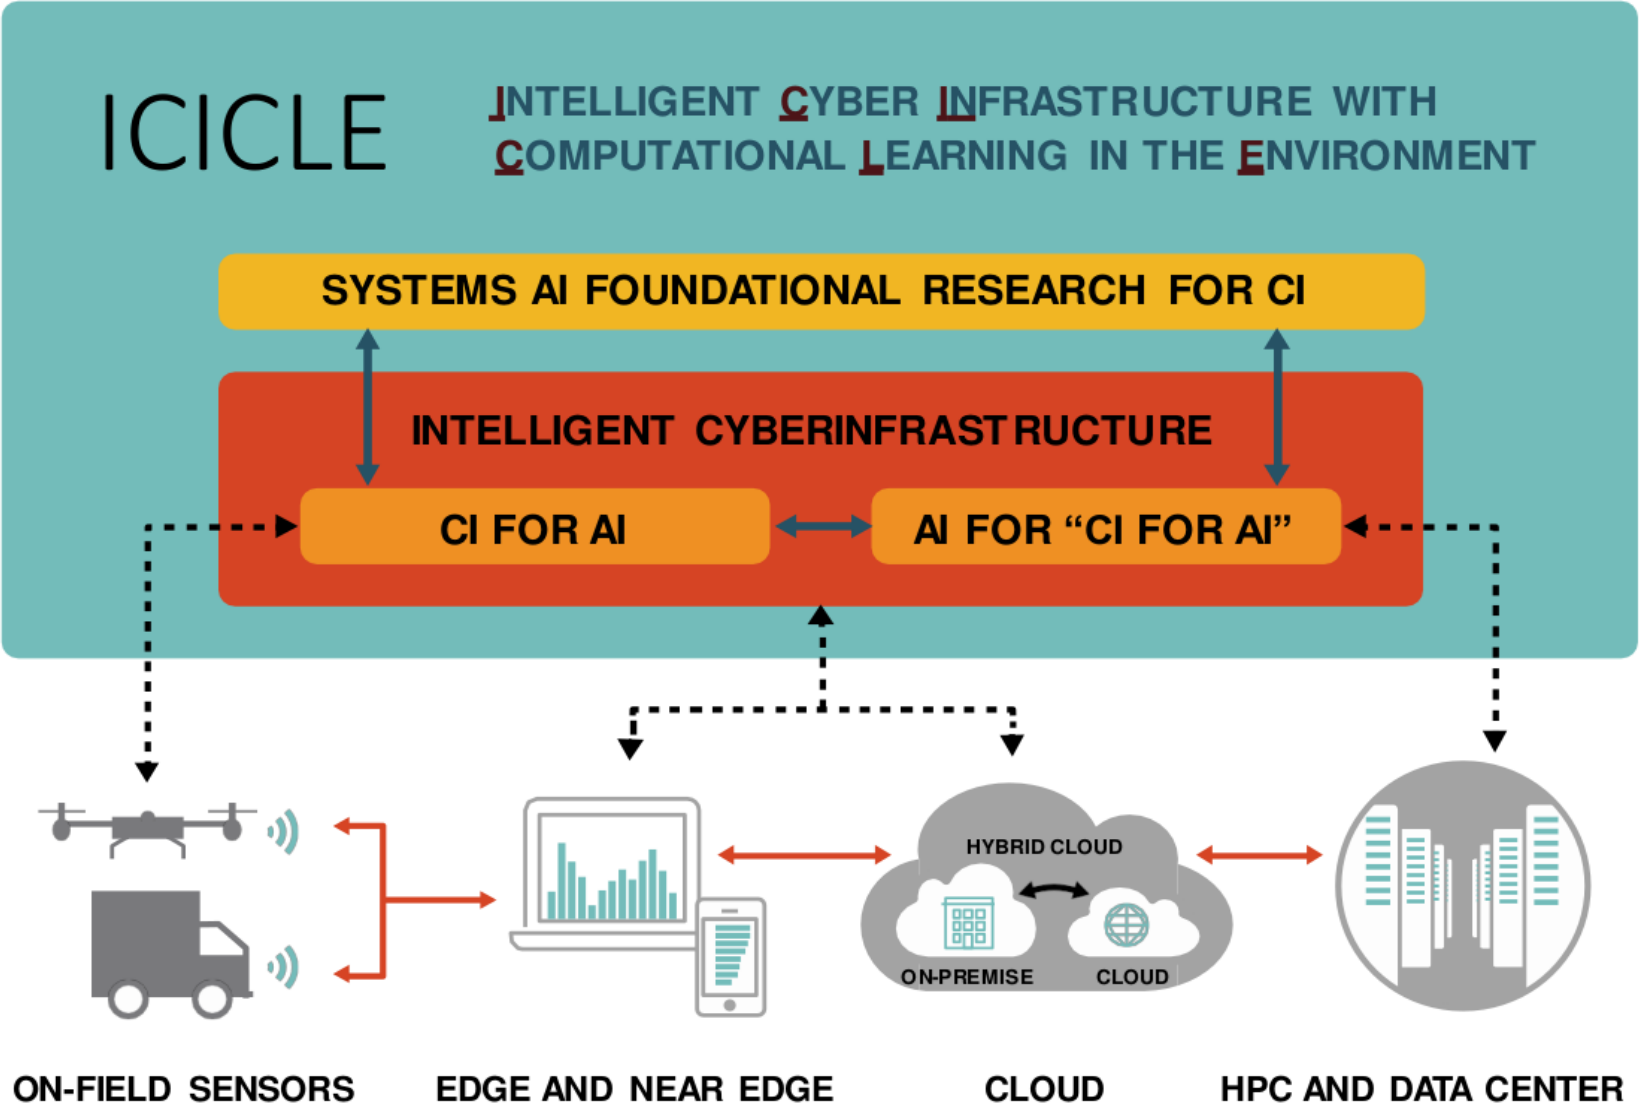 ICICLE
INTELLIGENT CYBER INFRASTRUCTURE WITH
COMPUTATIONAL LEARNING IN THE ENVIRONMENT
SYSTEMS AI FOUNDATIONAL RESEARCH FOR CI
INTELLIGENT CYBERINFRASTRUCTURE
CI FOR AI
AI FOR “CI FOR AI”
HYBRID CLOUD
ON-PREMISE
CLOUD
ON-FIELD SENSORS
EDGE AND NEAR EDGE
CLOUD
HPC AND DATA CENTER